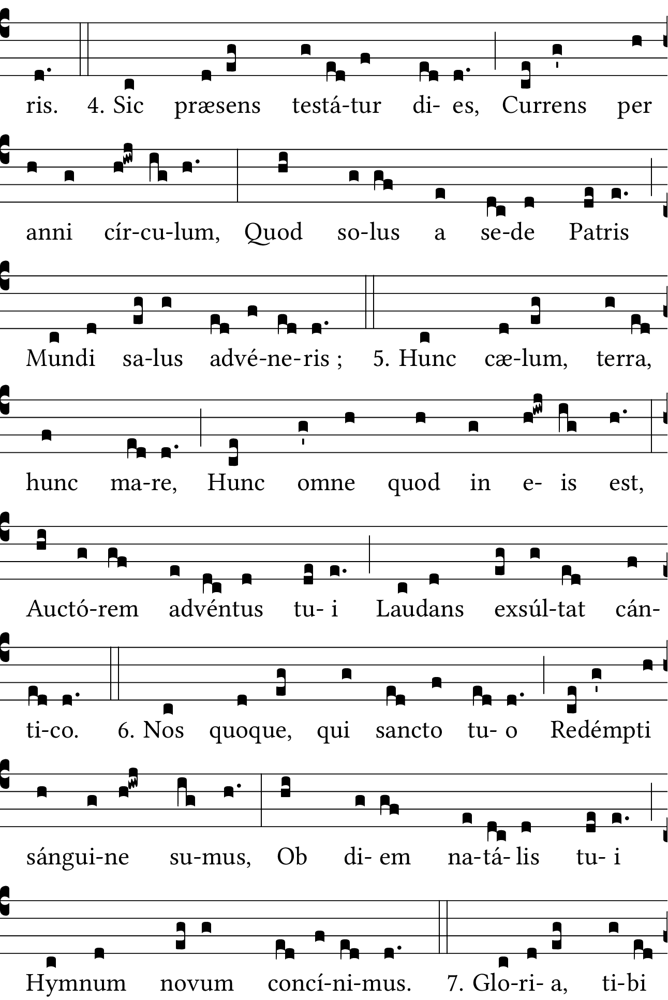 ris. 4. Sic præsens testá-tur di- es, Currens per
anni cír-cu-lum, Quod so-lus a se-de Patris
Mundi sa-lus advé-ne-ris ; 5. Hunc cæ-lum, terra,
hunc ma-re, Hunc omne quod in e- is est,
Auctó-rem advéntus tu- i Laudans exsúl-tat cán-
ti-co. 6. Nos quoque, qui sancto tu- o Redémpti
sángui-ne su-mus, Ob di- em na-tá-lis tu- i
Hymnum novum concí-ni-mus. 7. Glo-ri- a, ti-bi